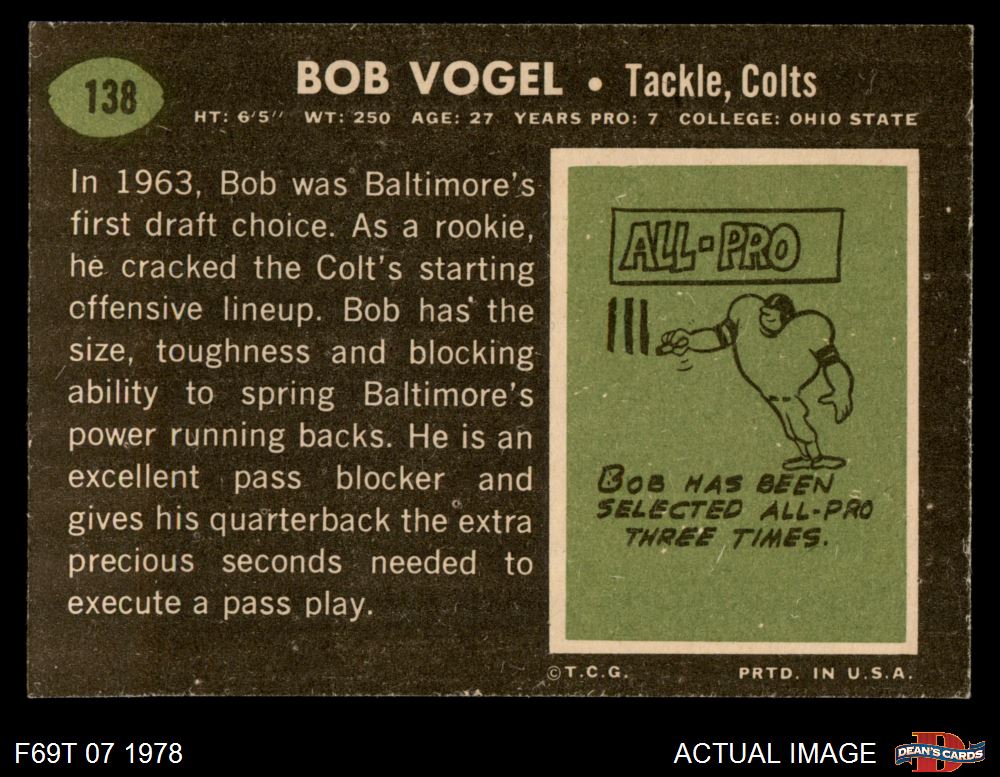 138
BOB VOGEL • Tackle, Colts
HT: 6'5" WT: 250 AGE: 27 YEARS PRO: 7 COLLEGE: OHIO STATE
In 1963, Bob was Baltimore's
first draft choice. As a rookie,
he cracked the Colt's starting
offensive lineup. Bob has the
size, toughness and blocking
ability to spring Baltimore's
power running backs. He is an
excellent pass blocker and
gives his quarterback the extra
precious seconds needed to
execute a pass play.
ALL-PRO
BOB HAS BEEN
SELECTED ALL-PRO
THREE TIMES.
©T.C.G. PRTD. IN U.S.A.
F69T 07 1978
ACTUAL IMAGE
D
DEAN'S CARDS